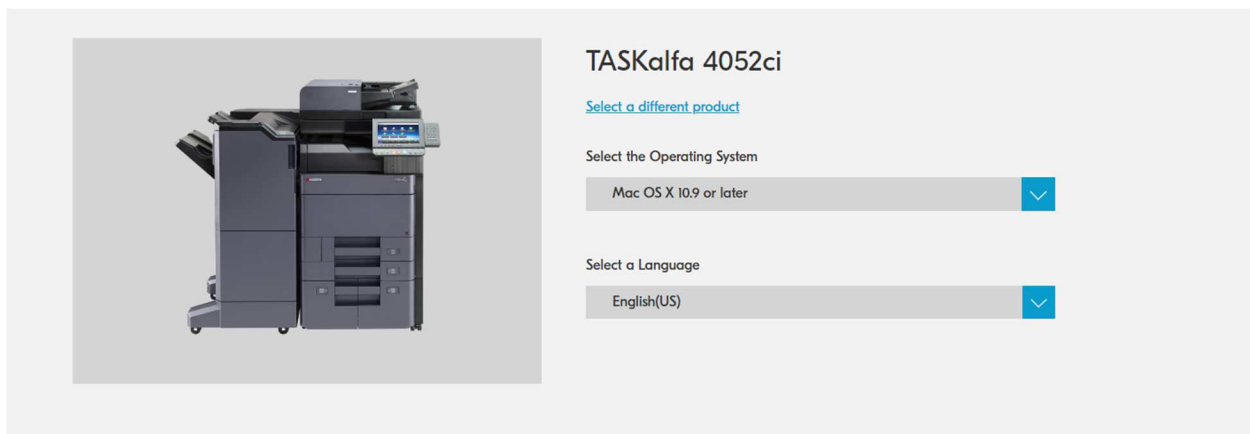 TASKalfa 4052ci
Select a different product
Select the Operating System
Mac OS X 10.9 or later
Select a Language
English(US)